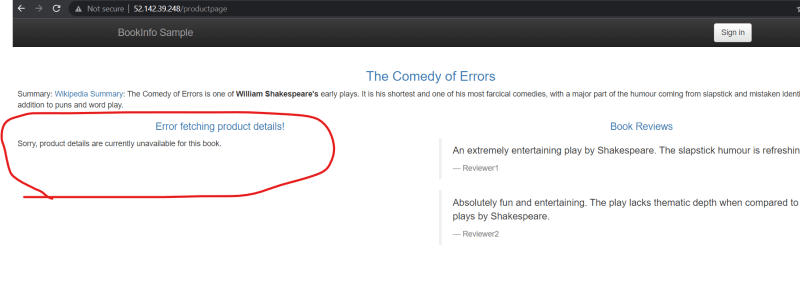 Not secure | 52.142.39.248/productpage
BookInfo Sample
Sign in
The Comedy of Errors
Summary: Wikipedia Summary: The Comedy of Errors is one of William Shakespeare's early plays. It is his shortest and one of his most farcical comedies, with a major part of the humour coming from slapstick and mistaken
addition to puns and word play.
Error fetching product details!
Sorry, product details are currently unavailable for this book.
Book Reviews
An extremely entertaining play by Shakespeare. The slapstick humour is refreshin
— Reviewer1
Absolutely fun and entertaining. The play lacks thematic depth when compared to
plays by Shakespeare.
— Reviewer2